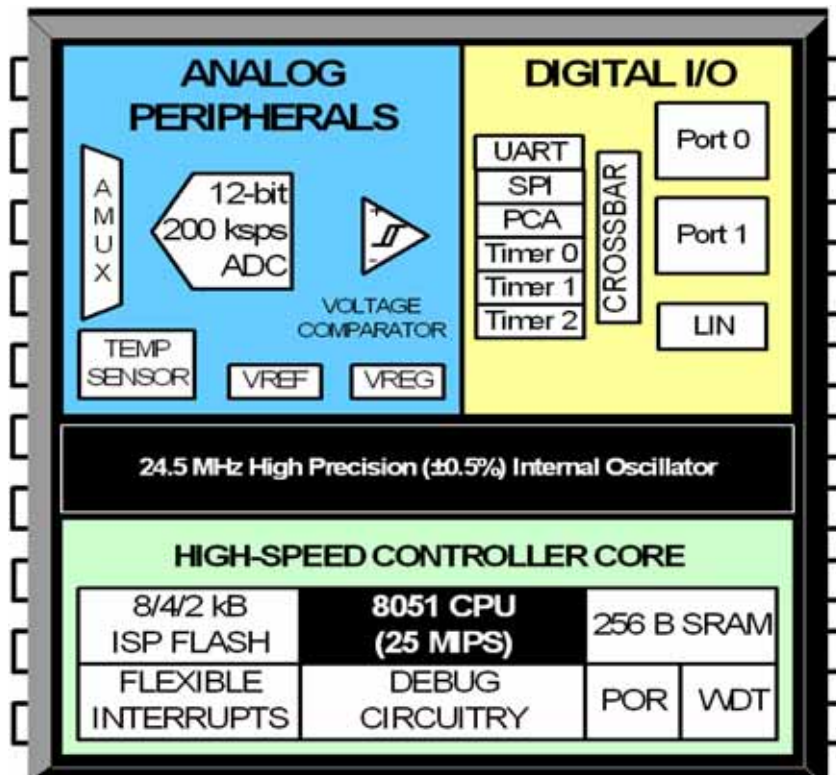 ANALOG
PERIPHERALS
AMUX
12-bit
200 ksps
ADC
+
-
VOLTAGE
COMPARATOR
TEMP
SENSOR
VREF
VREG
DIGITAL I/O
UART
SPI
PCA
Timer 0
Timer 1
Timer 2
CROSSBAR
Port 0
Port 1
LIN
24.5 MHz High Precision (±0.5%) Internal Oscillator
HIGH-SPEED CONTROLLER CORE
8/4/2 kB
ISP FLASH
8051 CPU
(25 MIPS)
256 B SRAM
FLEXIBLE
INTERRUPTS
DEBUG
CIRCUITRY
POR
WDT